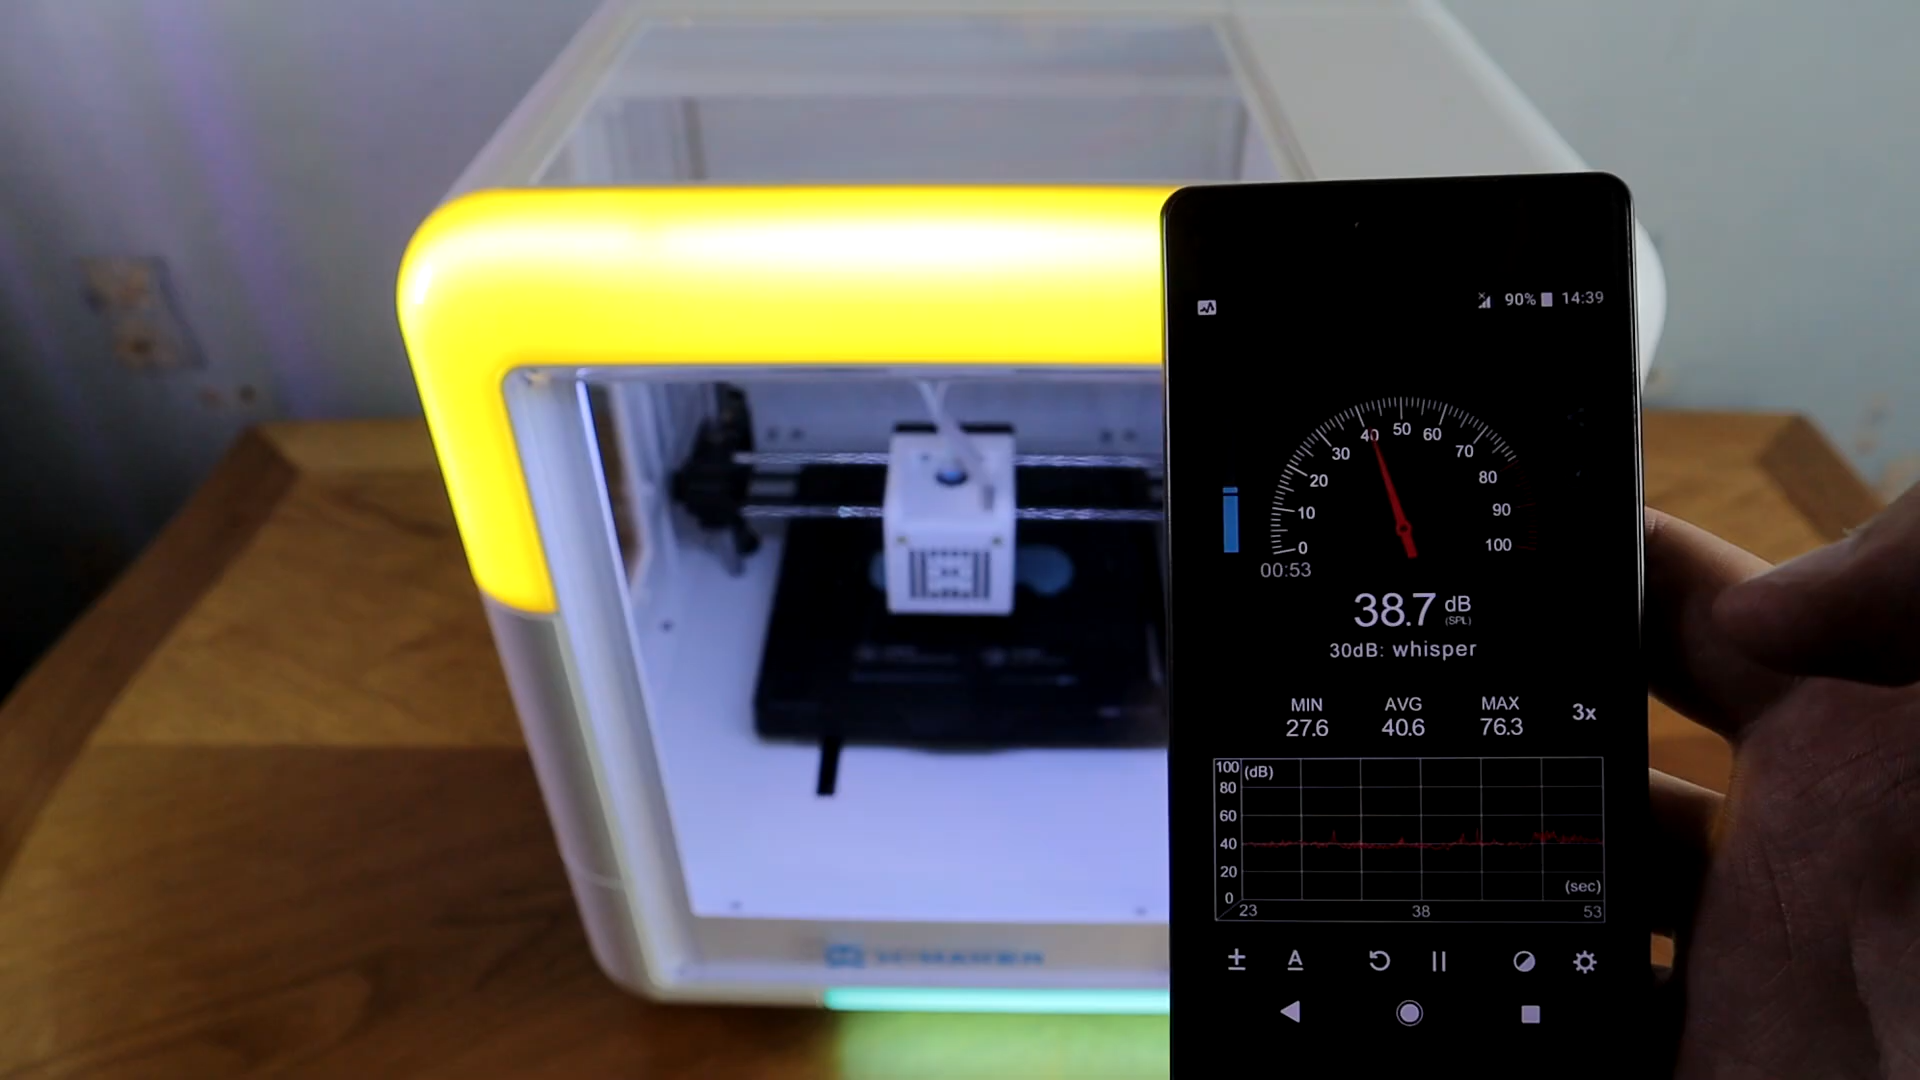 90% 14:39
0 10 20 30 40 50 60 70 80 90 100
00:53
38.7 dB
(SPL)
30dB: whisper
MIN AVG MAX
27.6 40.6 76.3 3x
100 (dB)
80
60
40
20
0 (sec)
23 38 53
± A